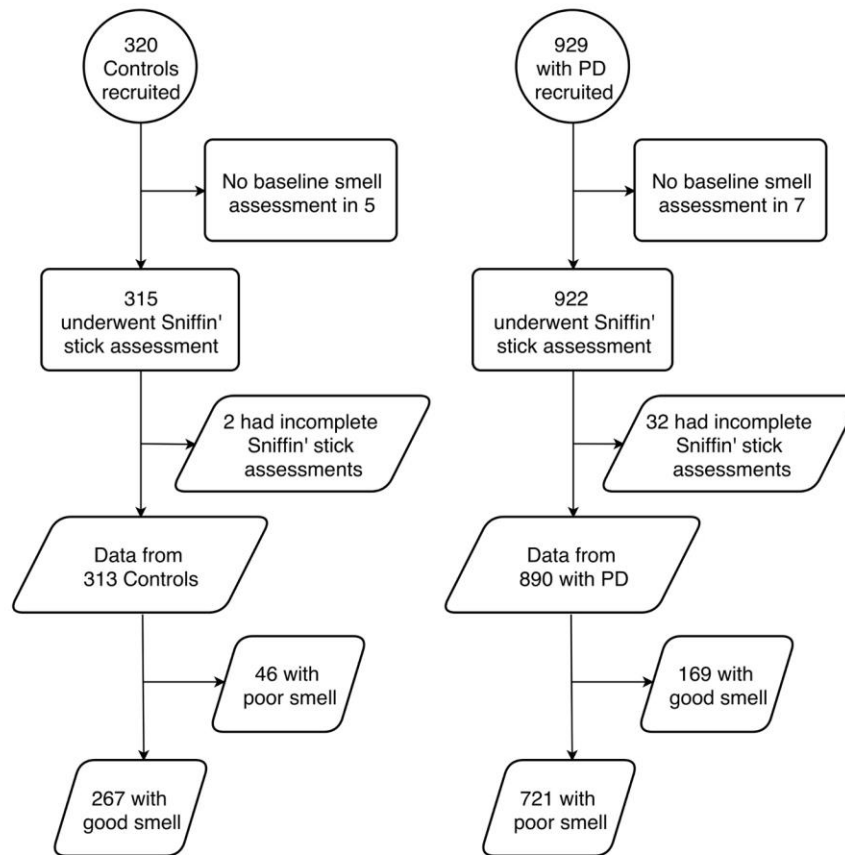 320
Controls
recruited
No baseline smell
assessment in 5
315
underwent Sniffin'
stick assessment
2 had incomplete
Sniffin' stick
assessments
Data from
313 Controls
46 with
poor smell
267 with
good smell
929
with PD
recruited
No baseline smell
assessment in 7
922
underwent Sniffin'
stick assessment
32 had incomplete
Sniffin' stick
assessments
Data from
890 with PD
169 with
good smell
721 with
poor smell